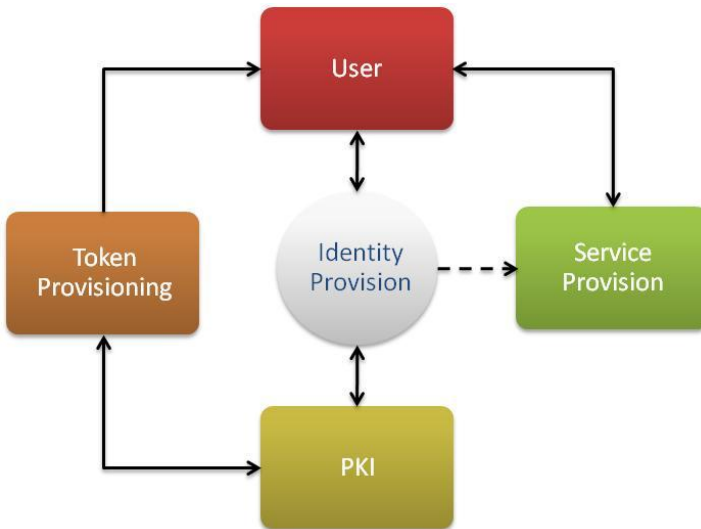 User
Token
Provisioning
Identity
Provision
Service
Provision
PKI